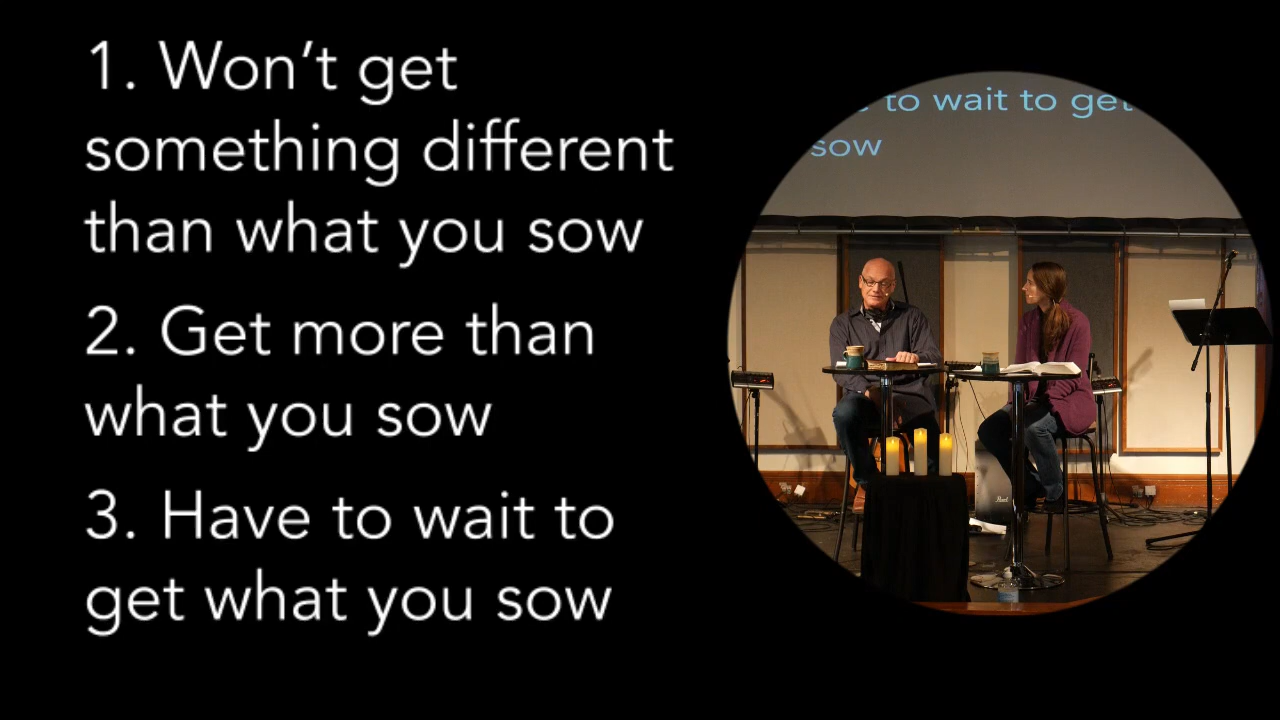 1. Won’t get
something different
than what you sow
2. Get more than
what you sow
3. Have to wait to
get what you sow
to wait to get
sow